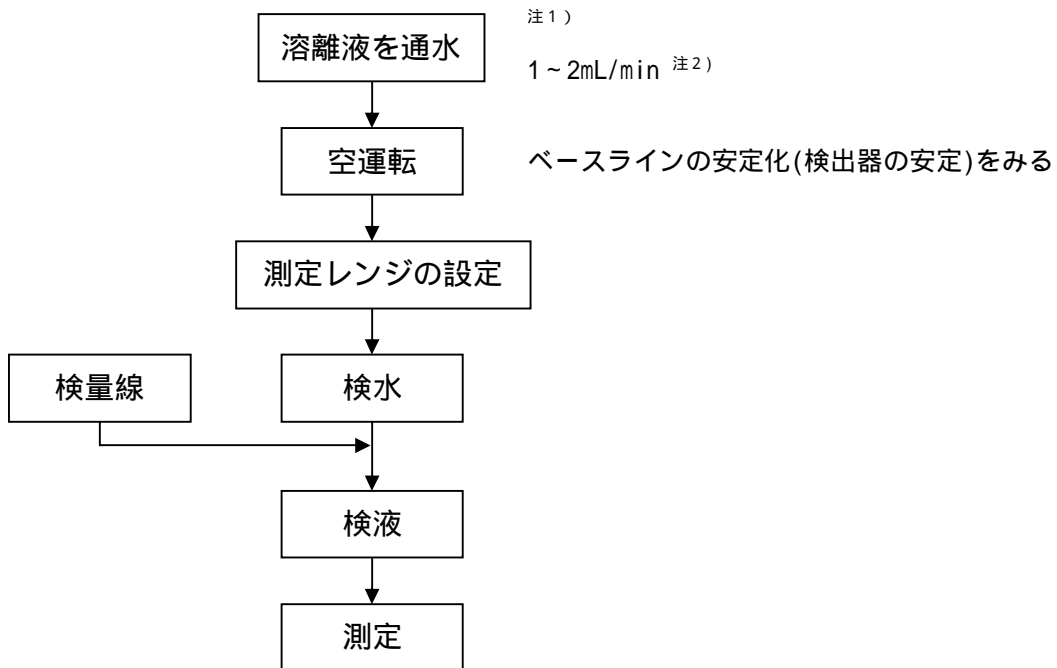 溶離液を通水
注1)
1~2mL/min 注2)
空運転
ベースラインの安定化(検出器の安定)をみる
測定レンジの設定
検量線
検水
検液
測定